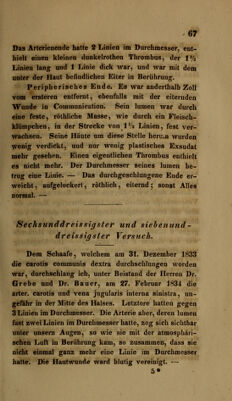 67
Das Arterienende hatte 2 Linien im Durchmesser, ent-
hielt einen kleinen dunkelrothen Thrombus, der 1½
Linien lang und 1 Linie dick war, und war mit dem
unter der Haut befindlichen Eiter in Berührung.
Peripherisches Ende. Es war anderthalb Zoll
vom ersteren entfernt, ebenfalls mit der eiternden
Wunde in Communication. Sein lumen war durch
eine feste, röthliche Masse, wie durch ein Fleisch-
klümpchen, in der Strecke von 1½ Linien, fest ver-
wachsen. Seine Häute um diese Stelle herum wurden
wenig verdickt, und nur wenig plastisches Exsudat
mehr gesehen. Einen eigentlichen Thrombus enthielt
es nicht mehr. Der Durchmesser seines lumen be-
trug eine Linie. — Das durchgeschlungene Ende er-
weicht, aufgelockert, röthlich, eiternd; sonst Alles
normal. —
Sechsunddreissigster und siebenund-
dreissigster Versuch.
Dem Schaafe, welchem am 31. Dezember 1833
die carotis communis dextra durchschlungen worden
war, durchschlang ich, unter Beistand der Herren Dr.
Grebe und Dr. Bauer, am 27. Februar 1834 die
arter. carotis und vena jugularis interna sinistra, un-
gefähr in der Mitte des Halses. Letztere hatten gegen
3 Linien im Durchmesser. Die Arterie aber, deren lumen
fast zwei Linien im Durchmesser hatte, zog sich sichtbar
unter unsern Augen, so wie sie mit der atmosphäri-
schen Luft in Berührung kam, so zusammen, dass sie
nicht einmal ganz mehr eine Linie im Durchmesser
hatte. Die Hautwunde ward blutig vereinigt. —
5*